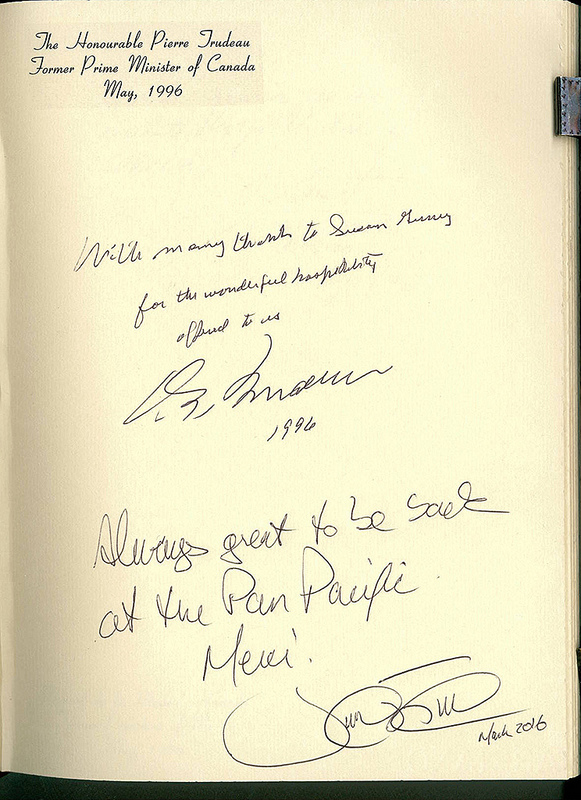 The Honourable Pierre Trudeau
Former Prime Minister of Canada
May, 1996
With many thanks to Susan
for the wonderful hospitality
offered to us
1996
Always great to be back
at the Pan Pacific.
Merci.
March 2016